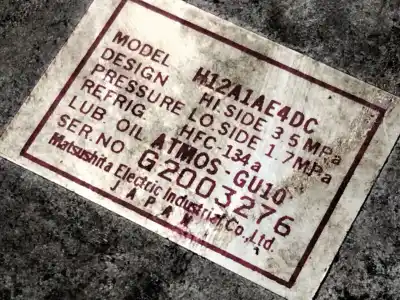 MODEL H12A1AE4DC
DESIGN HI.SIDE 3.5MPa
PRESSURE LO.SIDE 1.7MPa
REFRIG. HFC-134a
LUB OIL ATMOS-GU10
SER.NO G2003276
Matsushita Electric Industrial Co.,Ltd.
JAPAN